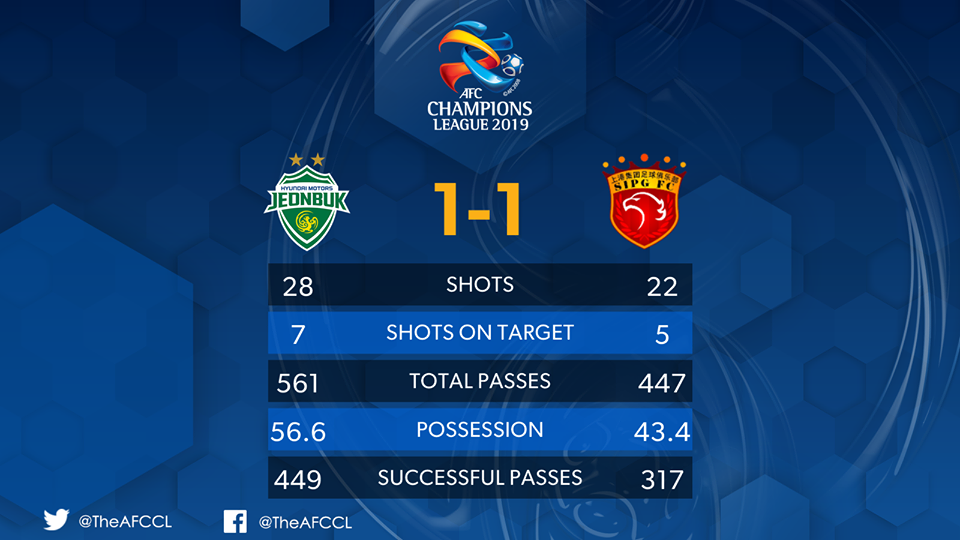 AFC
CHAMPIONS
LEAGUE 2019
HYUNDAI MOTORS
JEONBUK
1-1
上港集团足球俱乐部
SIPG FC
28 SHOTS 22
7 SHOTS ON TARGET 5
561 TOTAL PASSES 447
56.6 POSSESSION 43.4
449 SUCCESSFUL PASSES 317
@TheAFCCL @TheAFCCL